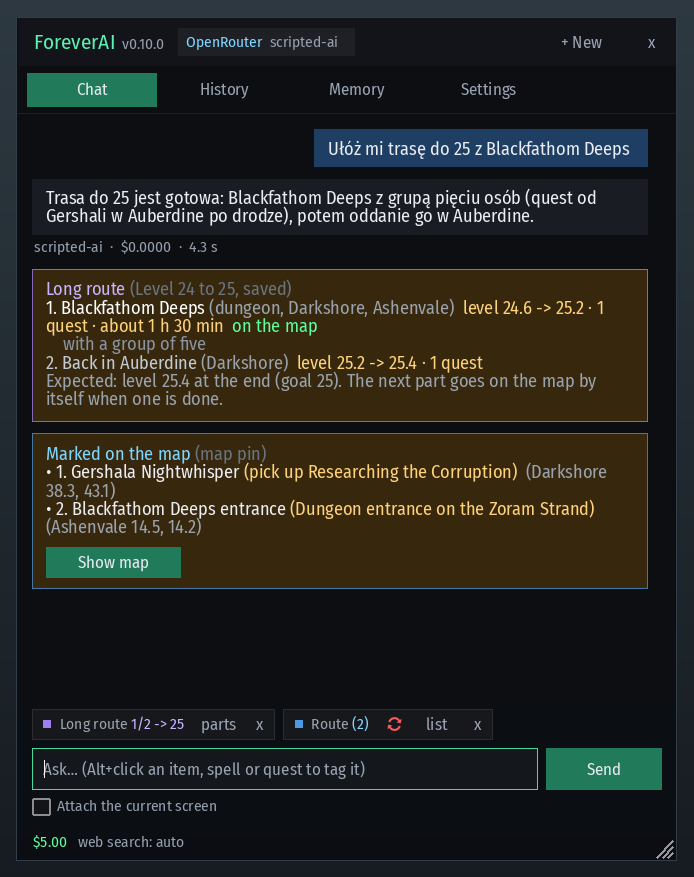 ForeverAI v0.10.0 OpenRouter scripted-ai + New x
Chat History Memory Settings
Ułóż mi trasę do 25 z Blackfathom Deeps
Trasa do 25 jest gotowa: Blackfathom Deeps z grupą pięciu osób (quest od
Gershali w Auberdine po drodze), potem oddanie go w Auberdine.
scripted-ai · $0.0000 · 4.3 s
Long route (Level 24 to 25, saved)
1. Blackfathom Deeps (dungeon, Darkshore, Ashenvale) level 24.6 -> 25.2 · 1
quest · about 1 h 30 min on the map
with a group of five
2. Back in Auberdine (Darkshore) level 25.2 -> 25.4 · 1 quest
Expected: level 25.4 at the end (goal 25). The next part goes on the map by
itself when one is done.
Marked on the map (map pin)
• 1. Gershala Nightwhisper (pick up Researching the Corruption) (Darkshore
38.3, 43.1)
• 2. Blackfathom Deeps entrance (Dungeon entrance on the Zoram Strand)
(Ashenvale 14.5, 14.2)
Show map
Long route 1/2 -> 25 parts x Route (2) list x
Ask... (Alt+click an item, spell or quest to tag it) Send
Attach the current screen
$5.00 web search: auto